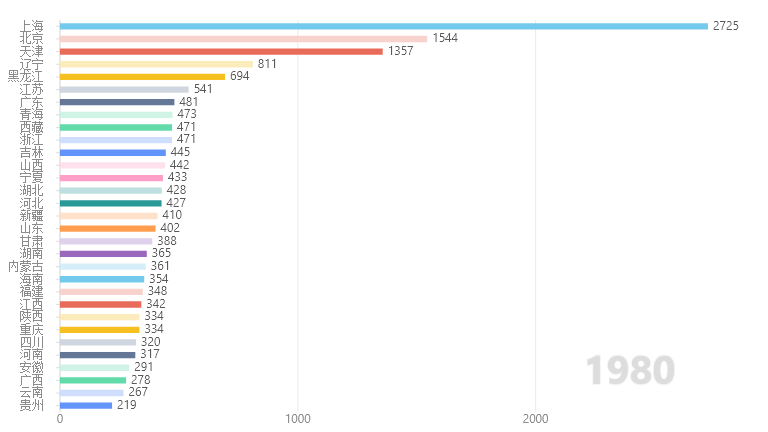 上海 2725
北京 1544
天津 1357
辽宁 811
黑龙江 694
江苏 541
广东 481
青海 473
西藏 471
浙江 471
吉林 445
山西 442
宁夏 433
湖北 428
河北 427
新疆 410
山东 402
甘肃 388
湖南 365
内蒙古 361
海南 354
福建 348
江西 342
陕西 334
重庆 334
四川 320
河南 317
安徽 291
广西 278
云南 267
贵州 219
1980
0 1000 2000